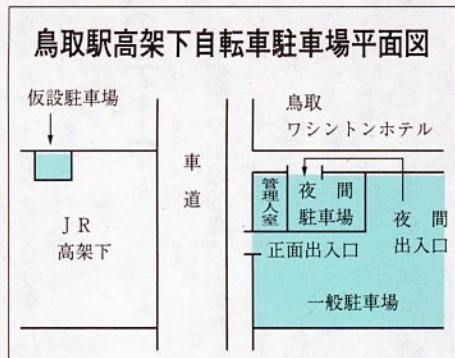 鳥取駅高架下自転車駐車場平面図
仮設駐車場
JR
高架下
車道
鳥取
ワシントンホテル
管理人室
夜間
駐車場
夜間
出入口
正面出入口
一般駐車場